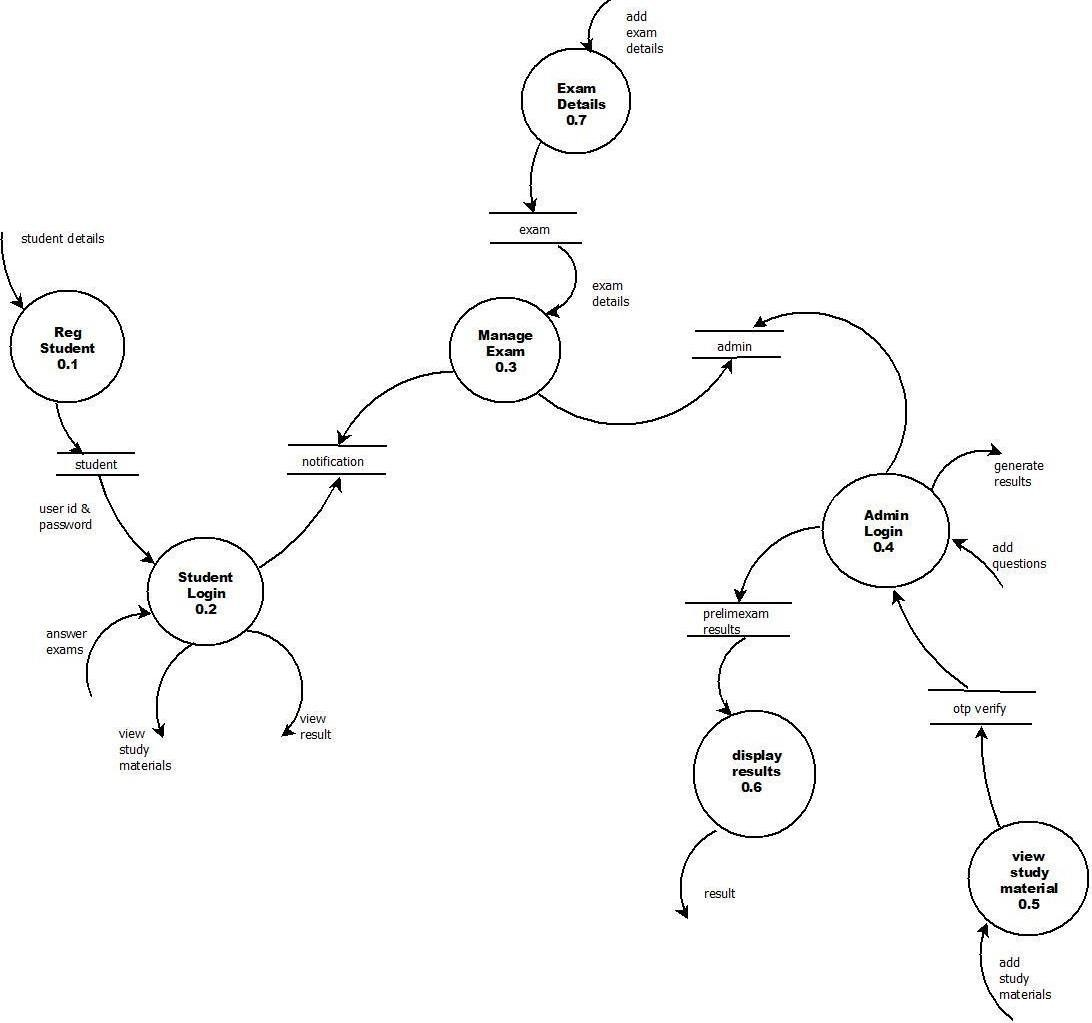 add
exam
details
Exam
Details
0.7
exam
exam
details
student details
Reg
Student
0.1
Manage
Exam
0.3
admin
student
notification
user id &
password
generate
results
Admin
Login
0.4
add
questions
Student
Login
0.2
answer
exams
prelimexam
results
view
result
view
study
materials
otp verify
display
results
0.6
result
view
study
material
0.5
add
study
materials